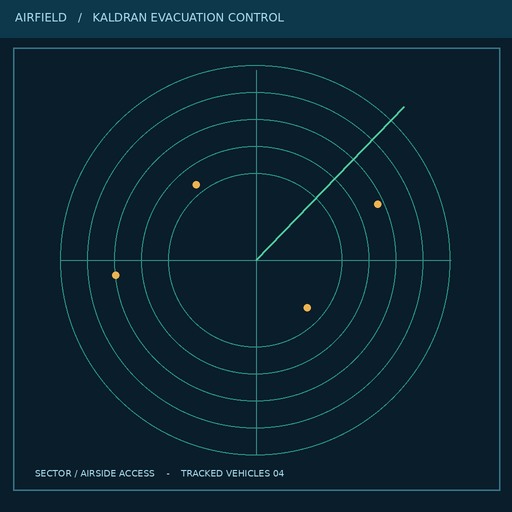 AIRFIELD / KALDRAN EVACUATION CONTROL
SECTOR / AIRSIDE ACCESS - TRACKED VEHICLES 04